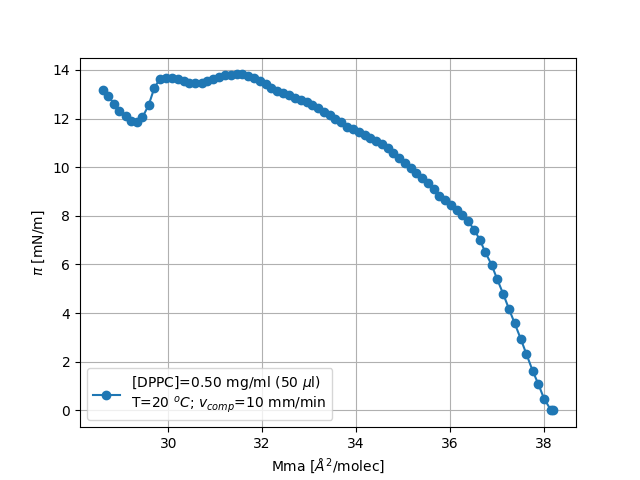 14
12
10
8
6
4
2
0
π [mN/m]
[DPPC]=0.50 mg/ml (50 μl)
T=20 °C; v_comp=10 mm/min
30 32 34 36 38
Mma [Å²/molec]